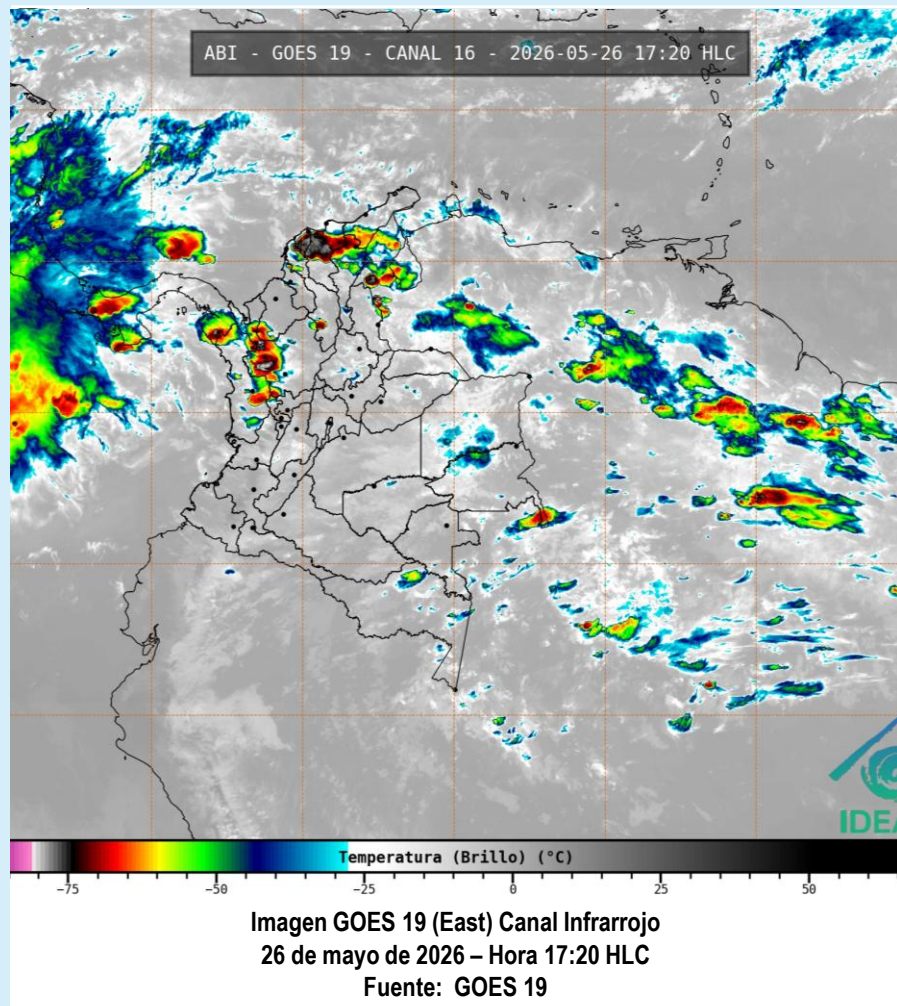 ABI - GOES 19 - CANAL 16 - 2026-05-26 17:20 HLC
Temperatura (Brillo) (°C)
−75 −50 −25 0 25 50
Imagen GOES 19 (East) Canal Infrarrojo
26 de mayo de 2026 – Hora 17:20 HLC
Fuente: GOES 19